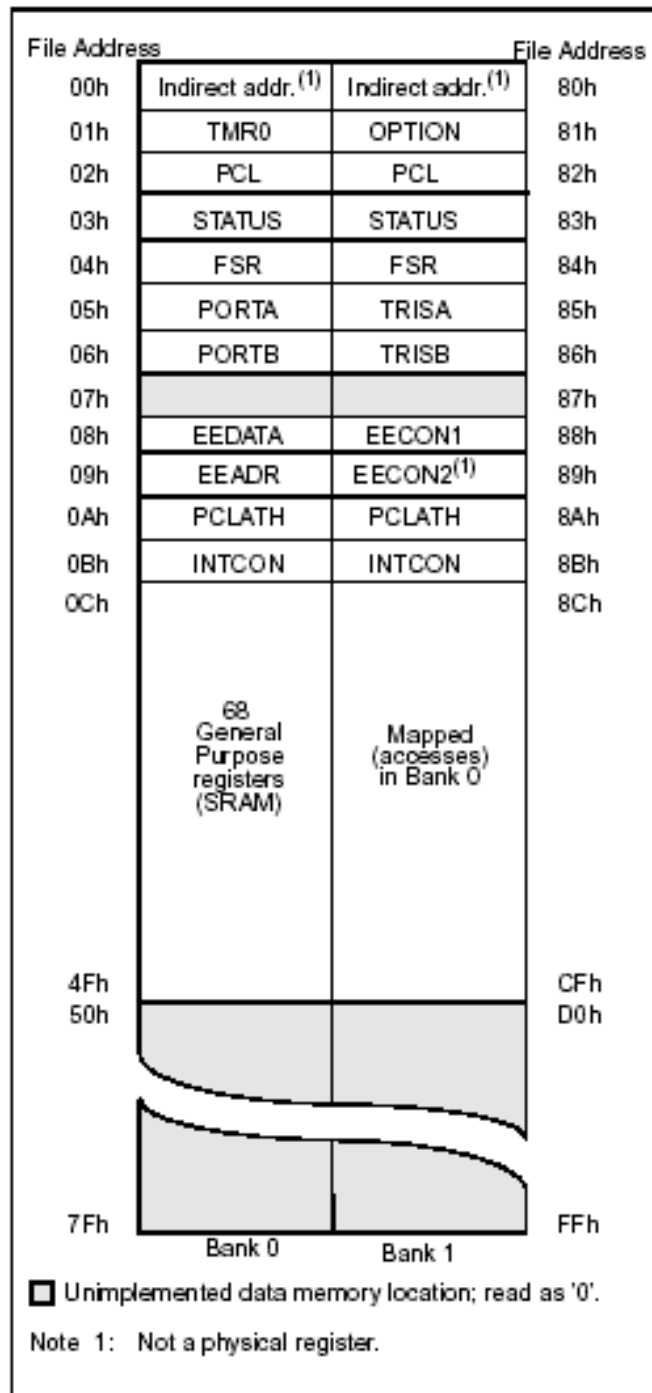 File Address File Address
00h Indirect addr.(1) Indirect addr.(1) 80h
01h TMR0 OPTION 81h
02h PCL PCL 82h
03h STATUS STATUS 83h
04h FSR FSR 84h
05h PORTA TRISA 85h
06h PORTB TRISB 86h
07h 87h
08h EEDATA EECON1 88h
09h EEADR EECON2(1) 89h
0Ah PCLATH PCLATH 8Ah
0Bh INTCON INTCON 8Bh
0Ch 8Ch
68
General
Purpose
registers
(SRAM)
Mapped
(accesses)
in Bank 0
4Fh CFh
50h D0h
7Fh FFh
Bank 0 Bank 1
Unimplemented data memory location; read as '0'.
Note 1: Not a physical register.